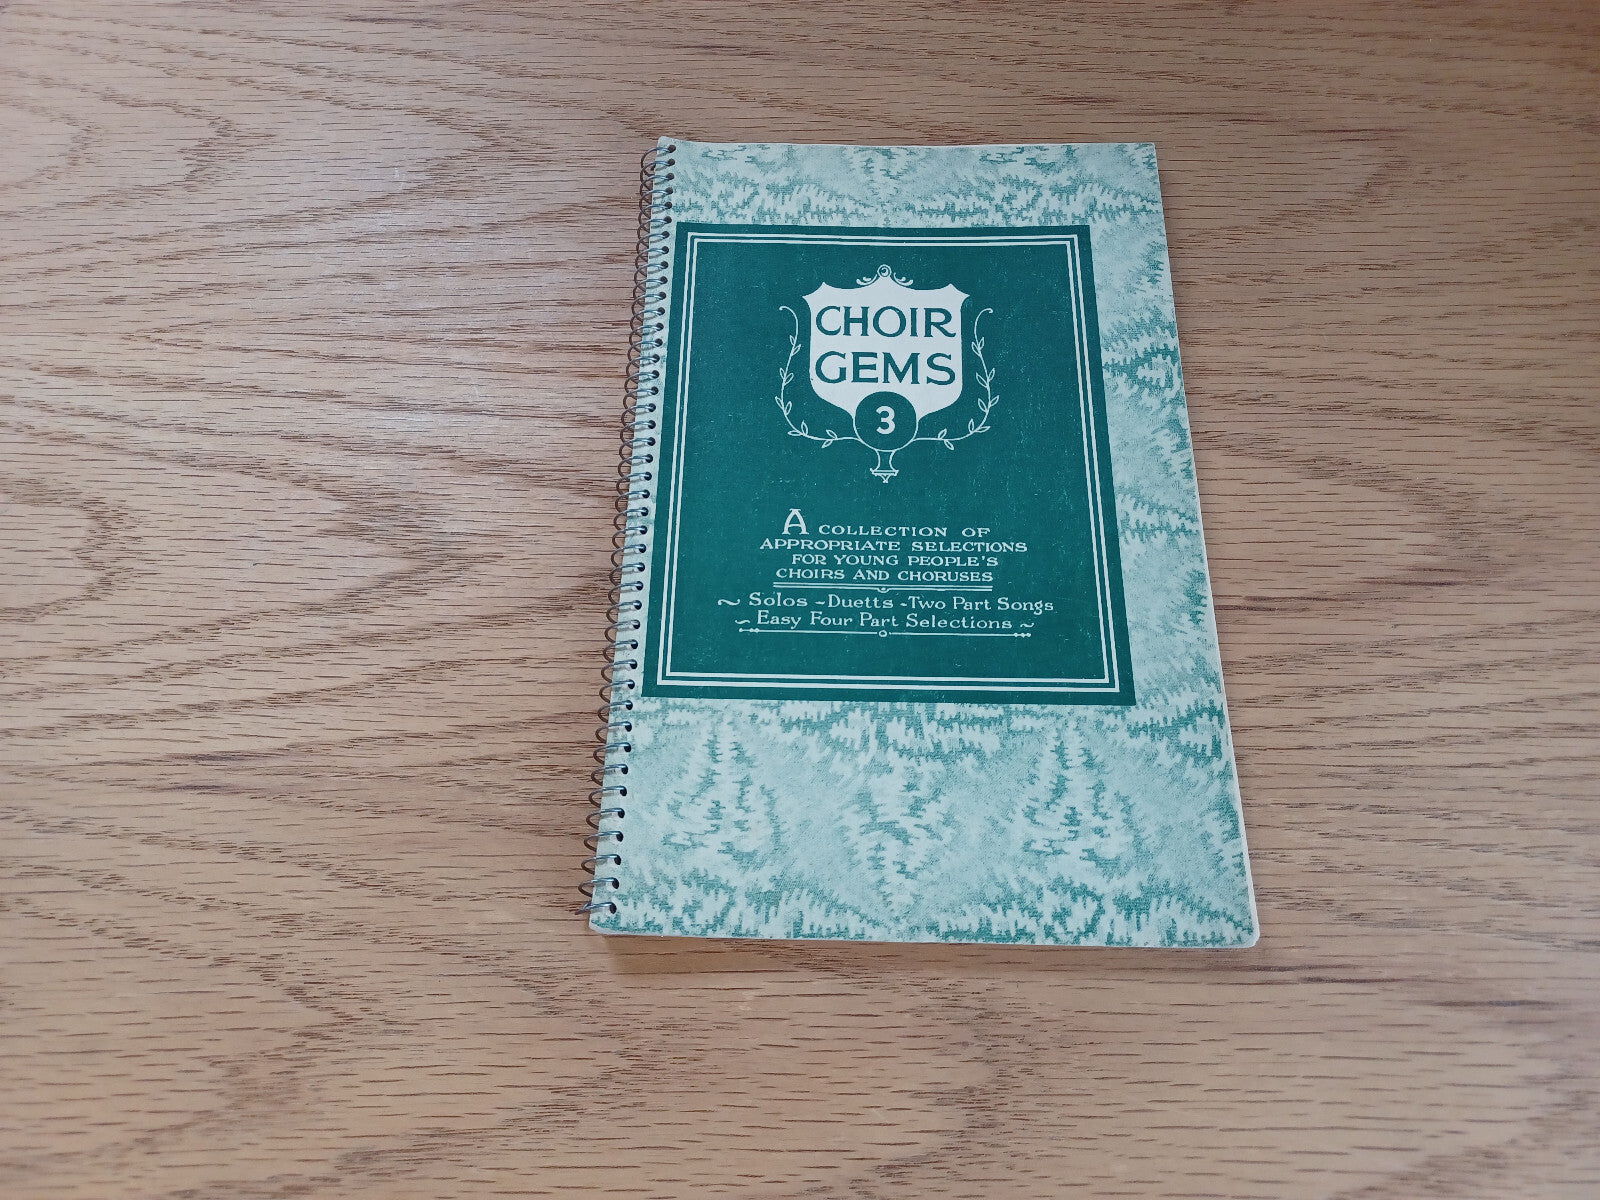 CHOIR
GEMS
3
A COLLECTION OF
APPROPRIATE SELECTIONS
FOR YOUNG PEOPLE'S
CHOIRS AND CHORUSES
~ Solos - Duetts - Two Part Songs
~ Easy Four Part Selections ~